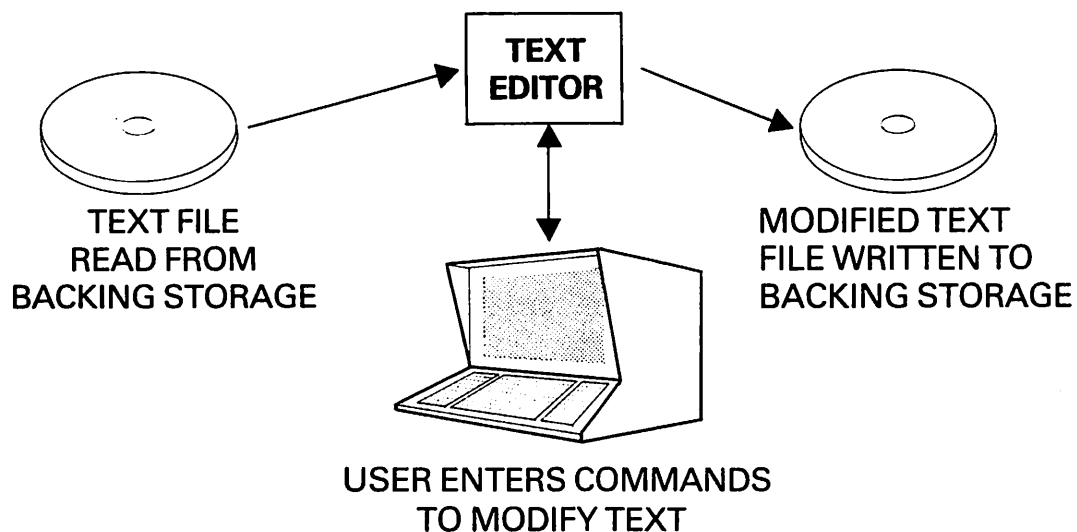 TEXT
EDITOR
TEXT FILE
READ FROM
BACKING STORAGE
MODIFIED TEXT
FILE WRITTEN TO
BACKING STORAGE
USER ENTERS COMMANDS
TO MODIFY TEXT